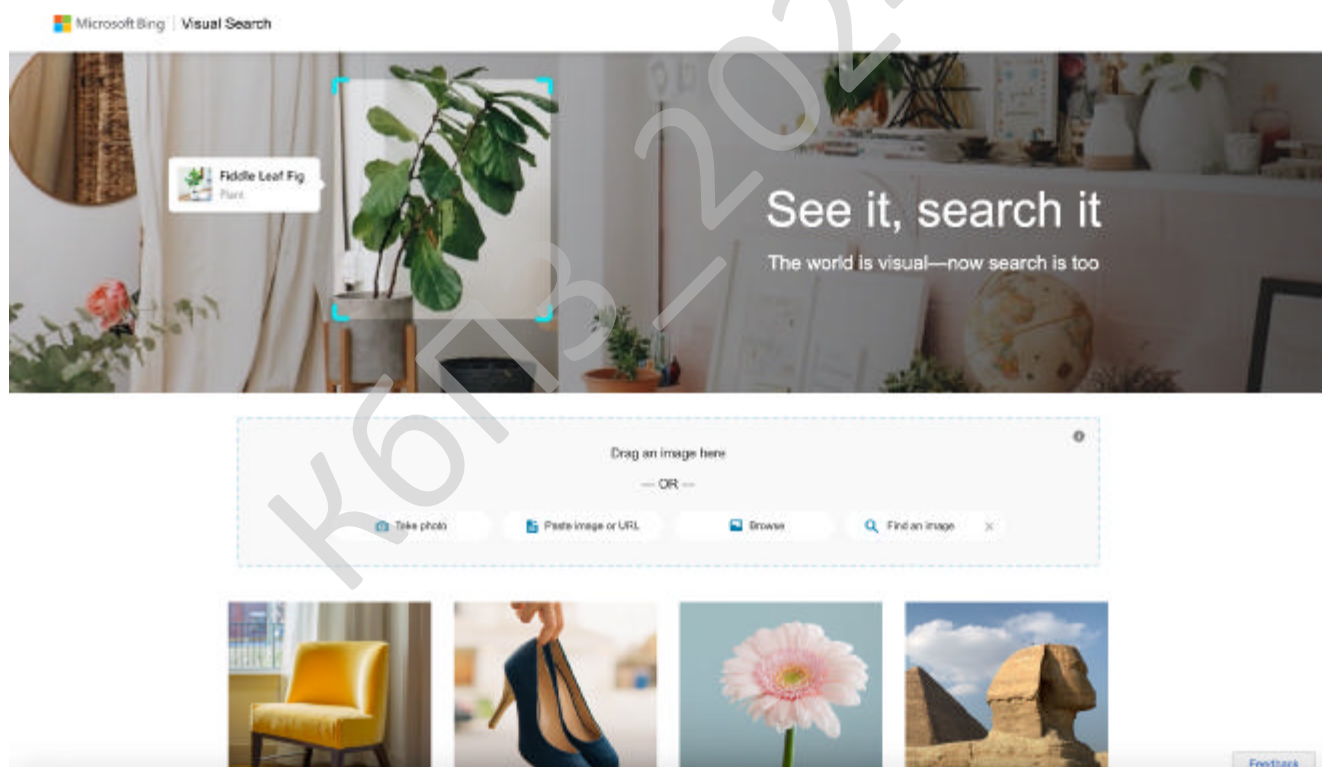 Microsoft Bing | Visual Search
Fiddle Leaf Fig
Plant
See it, search it
The world is visual—now search is too
Drag an image here
— OR —
Take photo
Paste image or URL
Browse
Find an image
Feedback
КбПЗ_202